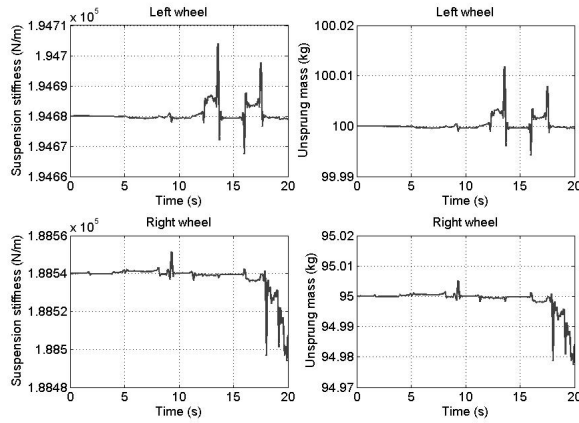 Left wheel
x 10⁵
1.9471
1.947
1.9469
1.9468
1.9467
1.9466
Suspension stiffness (N/m)
0 5 10 15 20
Time (s)
Left wheel
100.02
100.01
100
99.99
Unsprung mass (kg)
0 5 10 15 20
Time (s)
Right wheel
x 10⁵
1.8856
1.8854
1.8852
1.885
1.8848
Suspension stiffness (N/m)
0 5 10 15 20
Time (s)
Right wheel
95.02
95.01
95
94.99
94.98
94.97
Unsprung mass (kg)
0 5 10 15 20
Time (s)